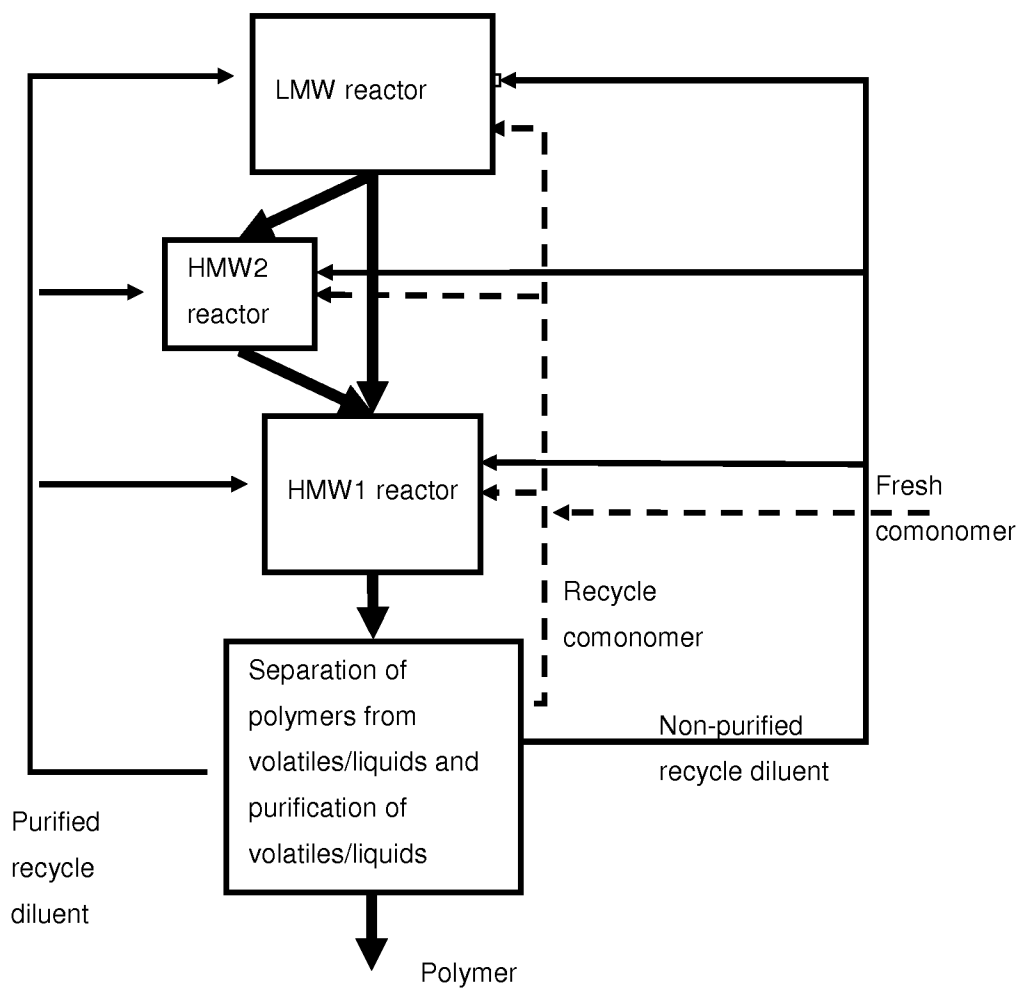 LMW reactor
HMW2
reactor
HMW1 reactor
Fresh
comonomer
Recycle
comonomer
Separation of
polymers from
volatiles/liquids and
purification of
volatiles/liquids
Non-purified
recycle diluent
Purified
recycle
diluent
Polymer